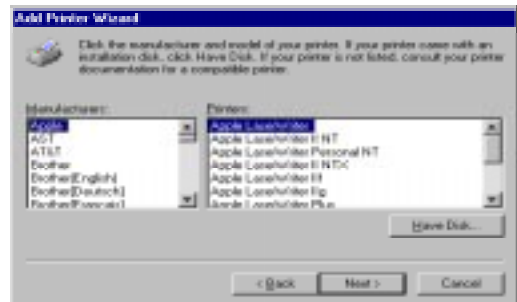 Add Printer Wizard
Click the manufacturer and model of your printer. If your printer came with an
installation disk, click Have Disk. If your printer is not listed, consult your printer
documentation for a compatible printer.
Manufacturers:
Printers:
Apple
AST
AT&T
Brother
Brother[English]
Brother[Deutsch]
Brother[Francais]
Apple LaserWriter
Apple LaserWriter II NT
Apple LaserWriter Personal NT
Apple LaserWriter II NTX
Apple LaserWriter IIf
Apple LaserWriter IIg
Apple LaserWriter Plus
Have Disk...
< Back
Next >
Cancel